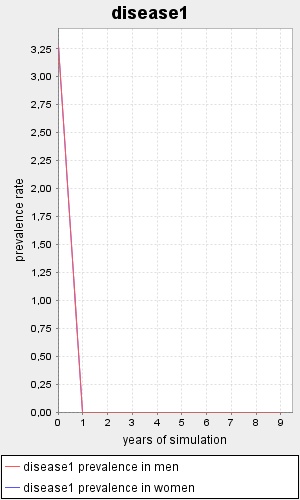 disease1
prevalence rate
3,25
3,00
2,75
2,50
2,25
2,00
1,75
1,50
1,25
1,00
0,75
0,50
0,25
0,00
0 1 2 3 4 5 6 7 8 9
years of simulation
disease1 prevalence in men
disease1 prevalence in women